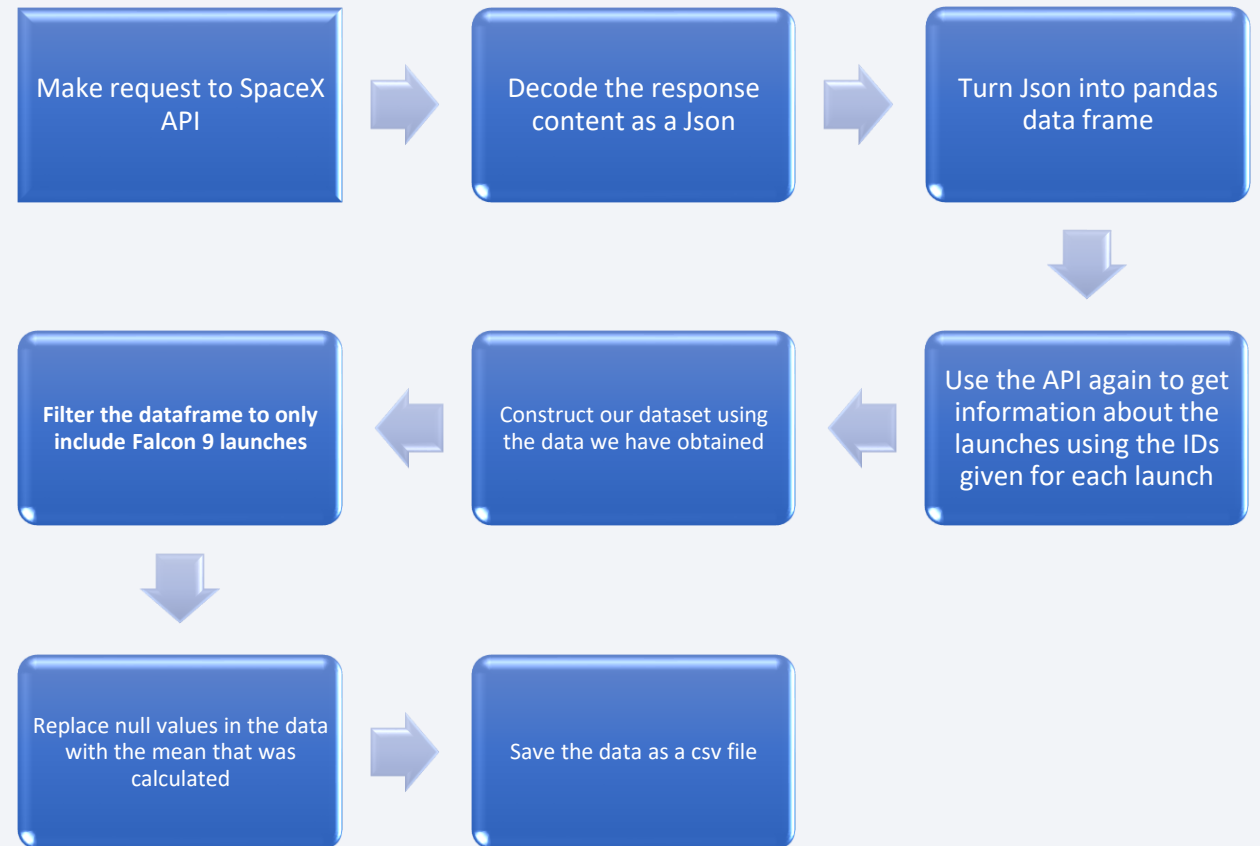 Make request to SpaceX
API
Decode the response
content as a Json
Turn Json into pandas
data frame
Use the API again to get
information about the
launches using the IDs
given for each launch
Construct our dataset using
the data we have obtained
Filter the dataframe to only
include Falcon 9 launches
Replace null values in the data
with the mean that was
calculated
Save the data as a csv file